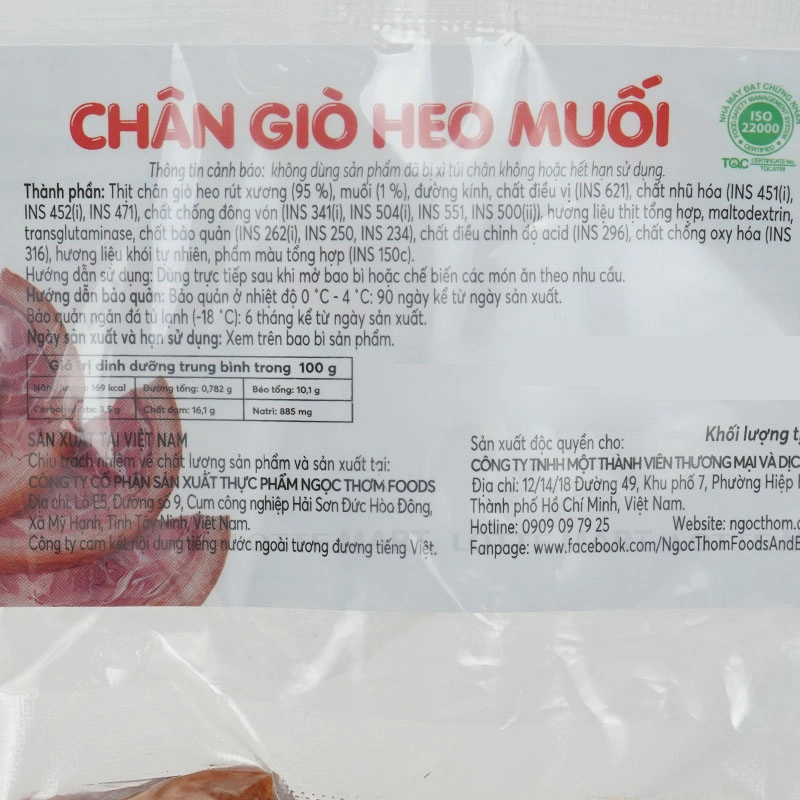 CHÂN GIÒ HEO MUỐI
NHÀ MÁY ĐẠT CHỨNG
FOOD SAFETY MANAGEMENT SYSTEM
ISO
22000
CERTIFIED
TQC CERTIFICATE No.
Thông tin cảnh báo: không dùng sản phẩm đã bị xì túi chân không hoặc hết hạn sử dụng.
Thành phần: Thịt chân giò heo rút xương (95 %), muối (1 %), đường kính, chất điều vị (INS 621), chất nhũ hóa (INS 451(i),
INS 452(i), INS 471), chất chống đông vón (INS 341(i), INS 504(i), INS 551, INS 500(ii)), hương liệu thịt tổng hợp, maltodextrin,
transglutaminase, chất bảo quản (INS 262(i), INS 250, INS 234), chất điều chỉnh độ acid (INS 296), chất chống oxy hóa (INS
316), hương liệu khói tự nhiên, phẩm màu tổng hợp (INS 150c).
Hướng dẫn sử dụng: Dùng trực tiếp sau khi mở bao bì hoặc chế biến các món ăn theo nhu cầu.
Hướng dẫn bảo quản: Bảo quản ở nhiệt độ 0 °C - 4 °C: 90 ngày kể từ ngày sản xuất.
Bảo quản ngăn đá tủ lạnh (-18 °C): 6 tháng kể từ ngày sản xuất.
Ngày sản xuất và hạn sử dụng: Xem trên bao bì sản phẩm.
Giá trị dinh dưỡng trung bình trong 100 g
Năng lượng: 169 kcal Đường tổng: 0,782 g Béo tổng: 10,1 g
Carbohydrate: 3,5 g Chất đạm: 16,1 g Natri: 885 mg
SẢN XUẤT TẠI VIỆT NAM
Chịu trách nhiệm về chất lượng sản phẩm và sản xuất tại:
CÔNG TY CỔ PHẦN SẢN XUẤT THỰC PHẨM NGỌC THƠM FOODS
Địa chỉ: Lô E5, Đường số 9, Cụm công nghiệp Hải Sơn Đức Hòa Đông,
Xã Mỹ Hạnh, Tỉnh Tây Ninh, Việt Nam.
Công ty cam kết nội dung tiếng nước ngoài tương đương tiếng Việt.
Khối lượng
Sản xuất độc quyền cho:
CÔNG TY TNHH MỘT THÀNH VIÊN THƯƠNG MẠI VÀ DỊC
Địa chỉ: 12/14/18 Đường 49, Khu phố 7, Phường Hiệp
Thành phố Hồ Chí Minh, Việt Nam.
Hotline: 0909 09 79 25 Website: ngocthom.
Fanpage: www.facebook.com/NgocThomFoodsAnd